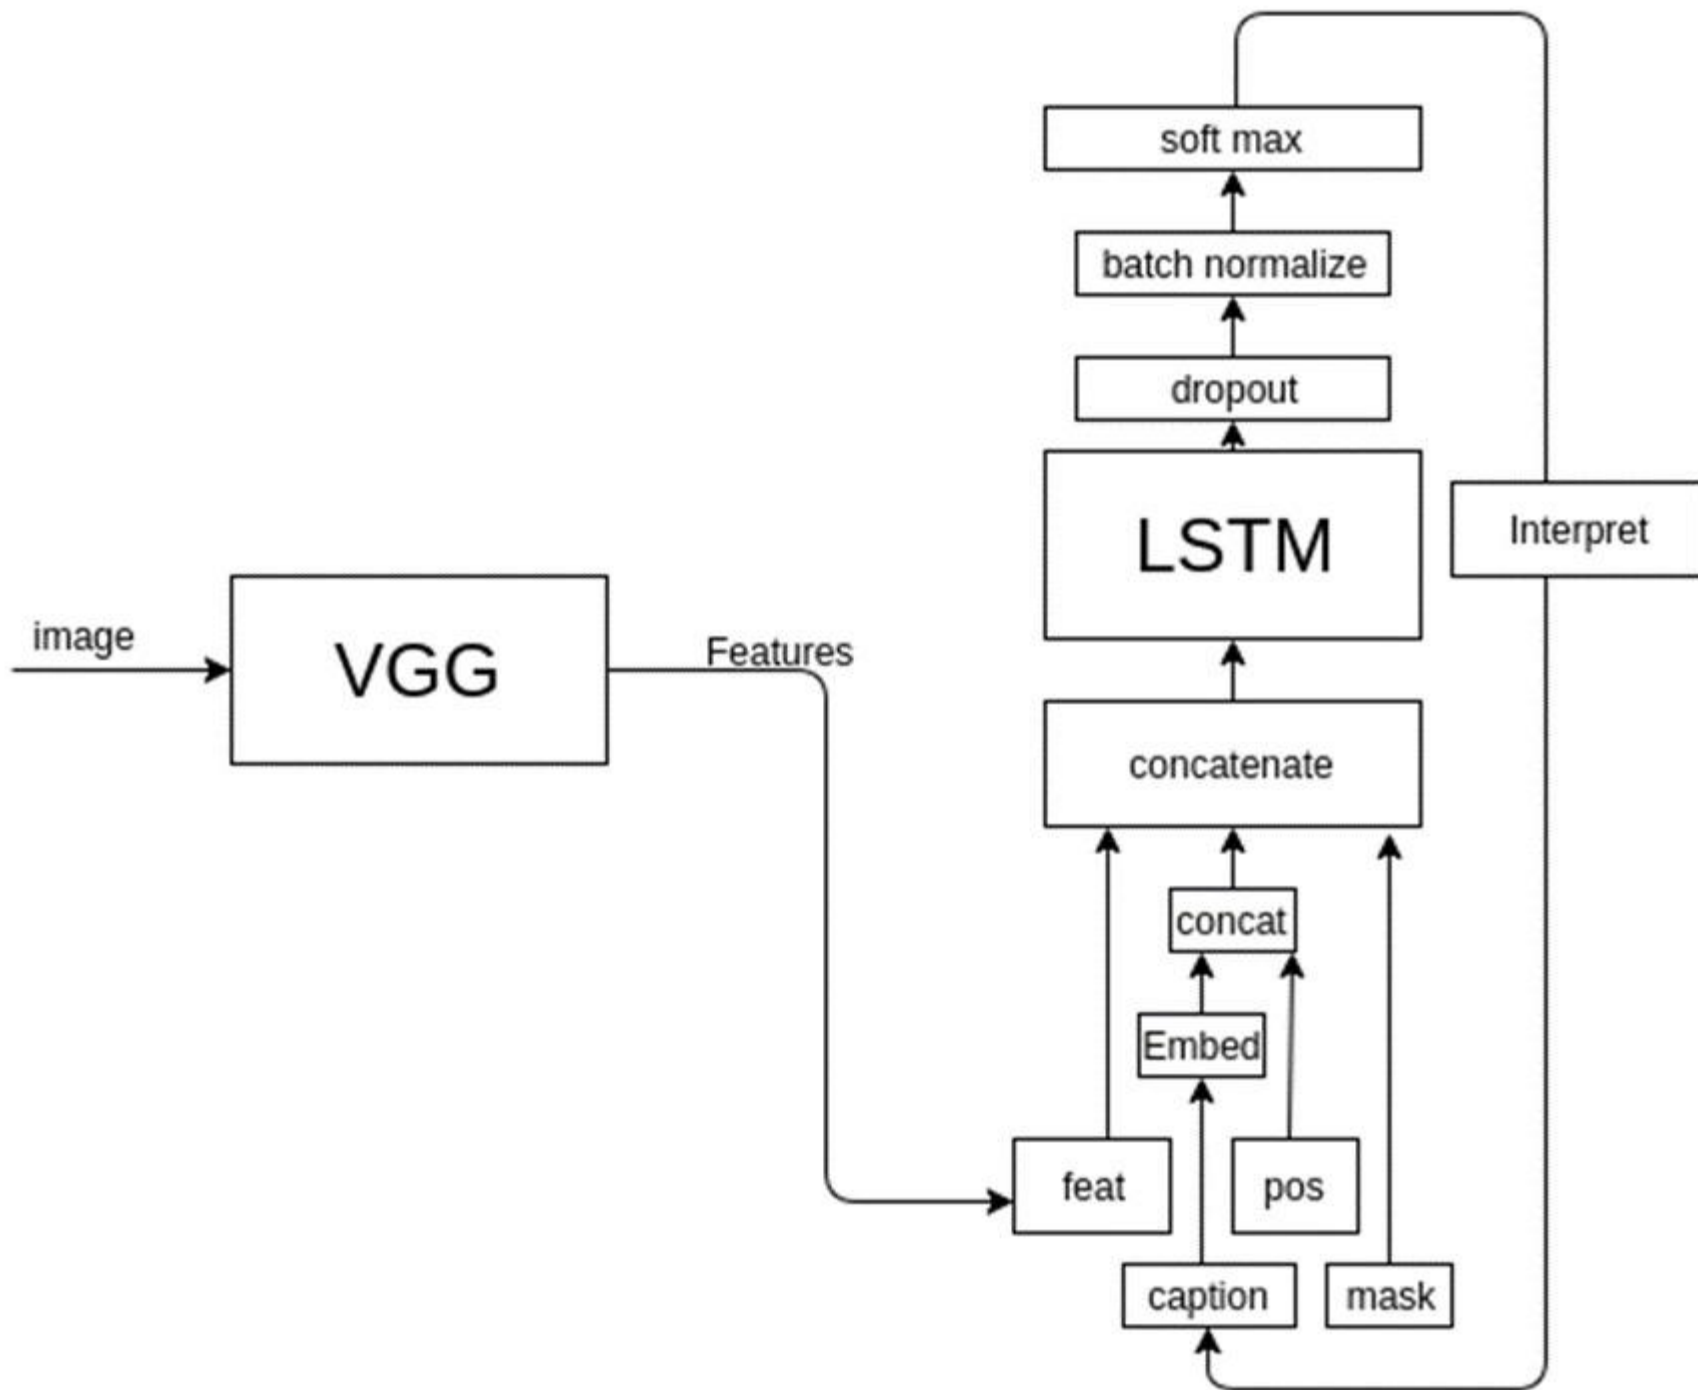 soft max
batch normalize
dropout
LSTM
Interpret
image
VGG
Features
concatenate
concat
Embed
feat
pos
caption
mask